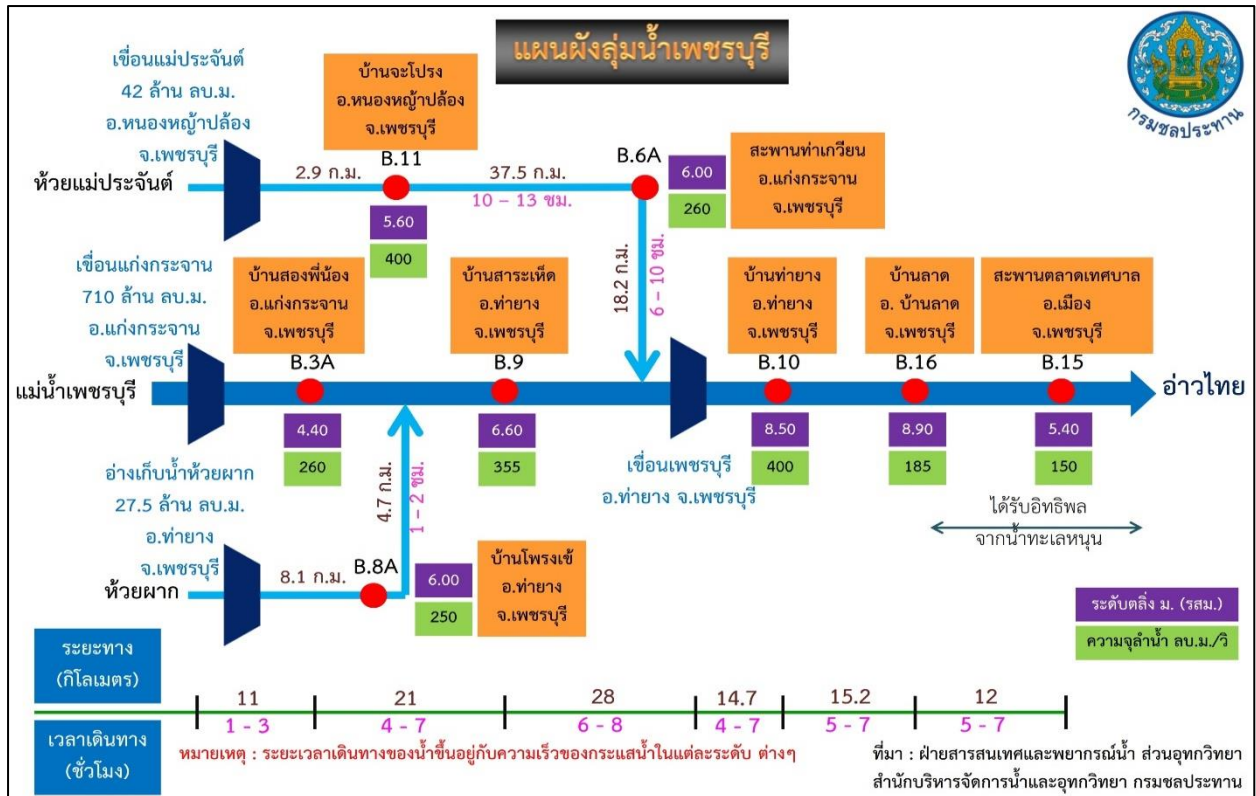 แผนผังลุ่มน้ำเพชรบุรี
กรมชลประทาน
เขื่อนแม่ประจันต์
42 ล้าน ลบ.ม.
อ.หนองหญ้าปล้อง
จ.เพชรบุรี
บ้านจะโปรง
อ.หนองหญ้าปล้อง
จ.เพชรบุรี
ห้วยแม่ประจันต์
2.9 ก.ม.
B.11
5.60
400
37.5 ก.ม.
10 – 13 ชม.
B.6A
6.00
260
สะพานท่าเกวียน
อ.แก่งกระจาน
จ.เพชรบุรี
18.2 ก.ม.
6 – 10 ชม.
เขื่อนแก่งกระจาน
710 ล้าน ลบ.ม.
อ.แก่งกระจาน
จ.เพชรบุรี
แม่น้ำเพชรบุรี
บ้านสองพี่น้อง
อ.แก่งกระจาน
จ.เพชรบุรี
B.3A
4.40
260
บ้านสาระเห็ด
อ.ท่ายาง
จ.เพชรบุรี
B.9
6.60
355
เขื่อนเพชรบุรี
อ.ท่ายาง จ.เพชรบุรี
บ้านท่ายาง
อ.ท่ายาง
จ.เพชรบุรี
B.10
8.50
400
บ้านลาด
อ. บ้านลาด
จ.เพชรบุรี
B.16
8.90
185
สะพานตลาดเทศบาล
อ.เมือง
จ.เพชรบุรี
B.15
5.40
150
อ่าวไทย
ได้รับอิทธิพล
จากน้ำทะเลหนุน
อ่างเก็บน้ำห้วยผาก
27.5 ล้าน ลบ.ม.
อ.ท่ายาง
จ.เพชรบุรี
ห้วยผาก
8.1 ก.ม.
B.8A
4.7 ก.ม.
1 – 2 ชม.
6.00
250
บ้านโพรงเข้
อ.ท่ายาง
จ.เพชรบุรี
ระดับตลิ่ง ม. (รสม.)
ความจุลำน้ำ ลบ.ม./วิ
ระยะทาง
(กิโลเมตร)
11 21 28 14.7 15.2 12
เวลาเดินทาง
(ชั่วโมง)
1 - 3 4 - 7 6 - 8 4 - 7 5 - 7 5 - 7
หมายเหตุ : ระยะเวลาเดินทางของน้ำขึ้นอยู่กับความเร็วของกระแสน้ำในแต่ละระดับ ต่างๆ
ที่มา : ฝ่ายสารสนเทศและพยากรณ์น้ำ ส่วนอุทกวิทยา
สำนักบริหารจัดการน้ำและอุทกวิทยา กรมชลประทาน